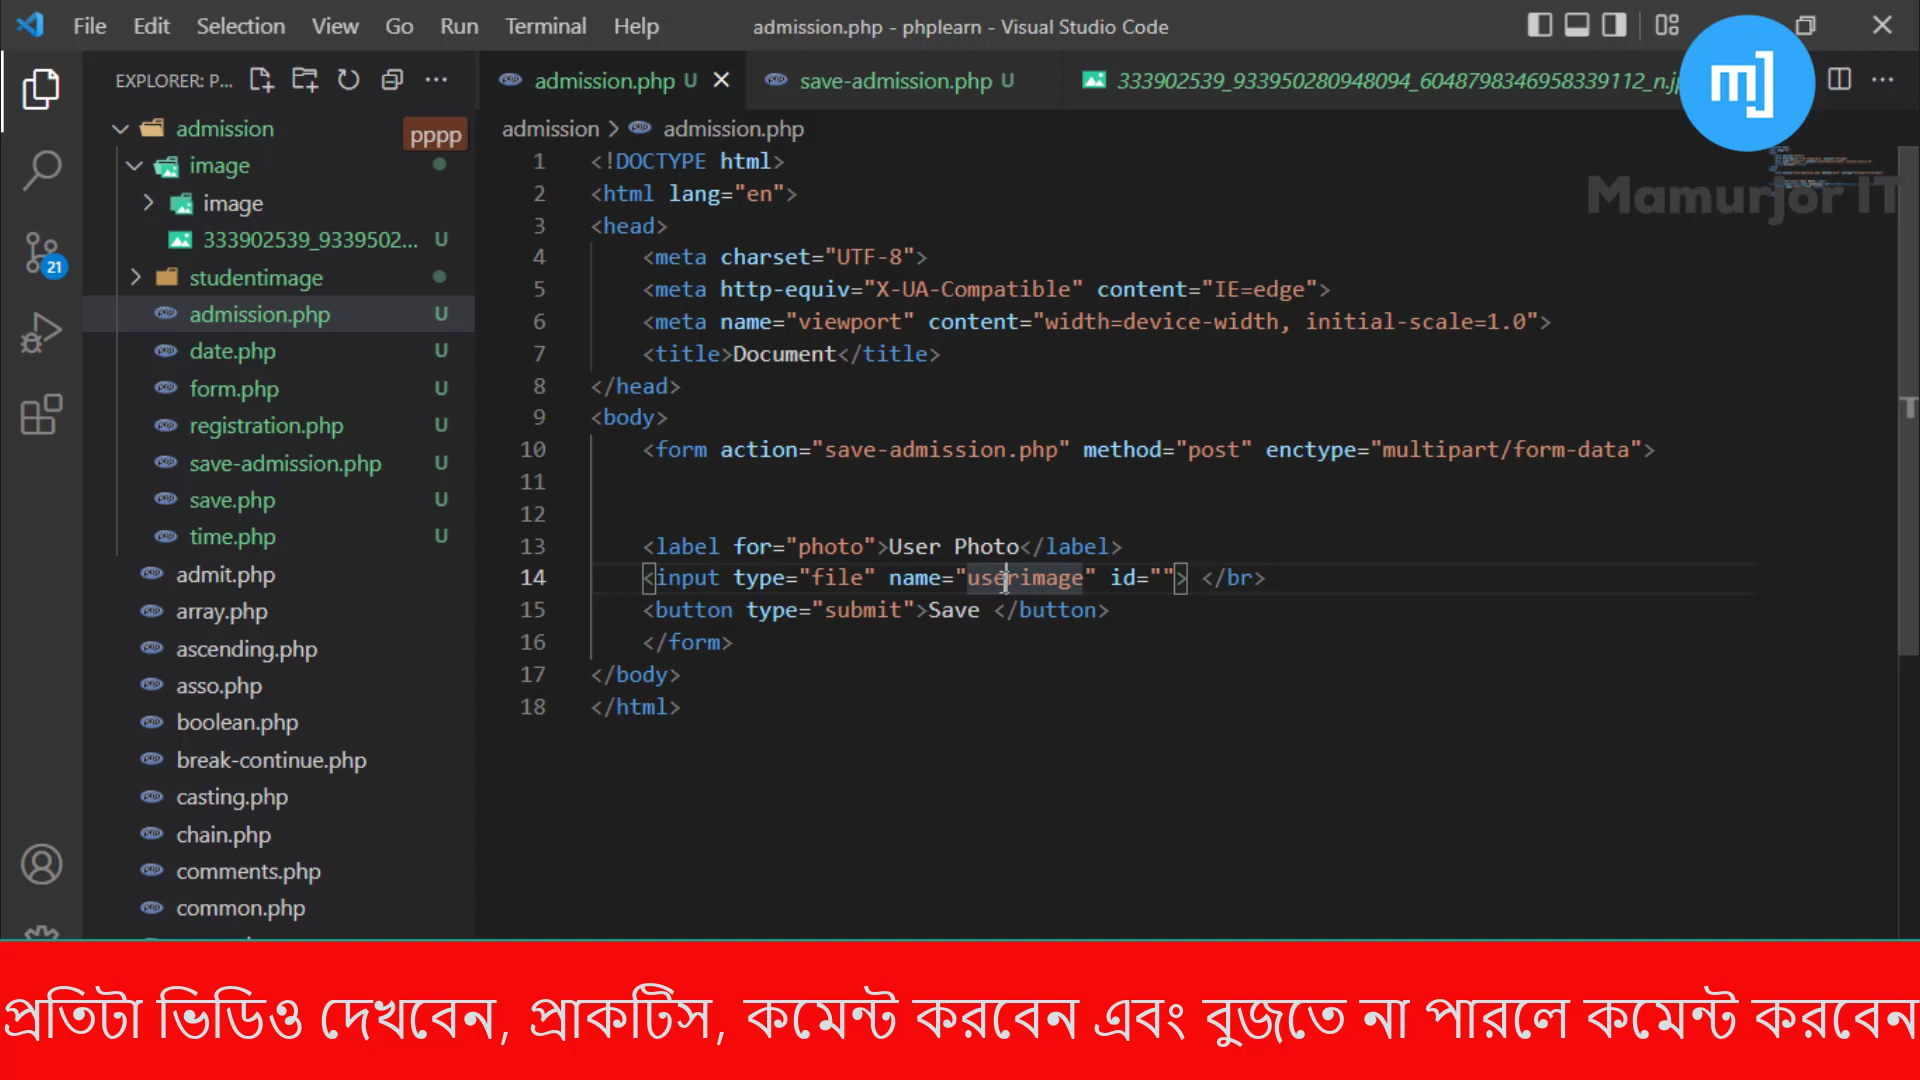 File Edit Selection View Go Run Terminal Help
admission.php - phplearn - Visual Studio Code
EXPLORER: P...
admission.php U
save-admission.php U
333902539_933950280948094_6048798346958339112_n.j
mj
Mamurjor IT
admission
pppp
image
image
333902539_9339502... U
studentimage
admission.php U
date.php U
form.php U
registration.php U
save-admission.php U
save.php U
time.php U
admit.php
array.php
ascending.php
asso.php
boolean.php
break-continue.php
casting.php
chain.php
comments.php
common.php
21
admission > admission.php
1 <!DOCTYPE html>
2 <html lang="en">
3 <head>
4 <meta charset="UTF-8">
5 <meta http-equiv="X-UA-Compatible" content="IE=edge">
6 <meta name="viewport" content="width=device-width, initial-scale=1.0">
7 <title>Document</title>
8 </head>
9 <body>
10 <form action="save-admission.php" method="post" enctype="multipart/form-data">
11
12
13 <label for="photo">User Photo</label>
14 <input type="file" name="userimage" id=""> </br>
15 <button type="submit">Save </button>
16 </form>
17 </body>
18 </html>
T
প্রতিটা ভিডিও দেখবেন, প্রাকটিস, কমেন্ট করবেন এবং বুজতে না পারলে কমেন্ট করবেন